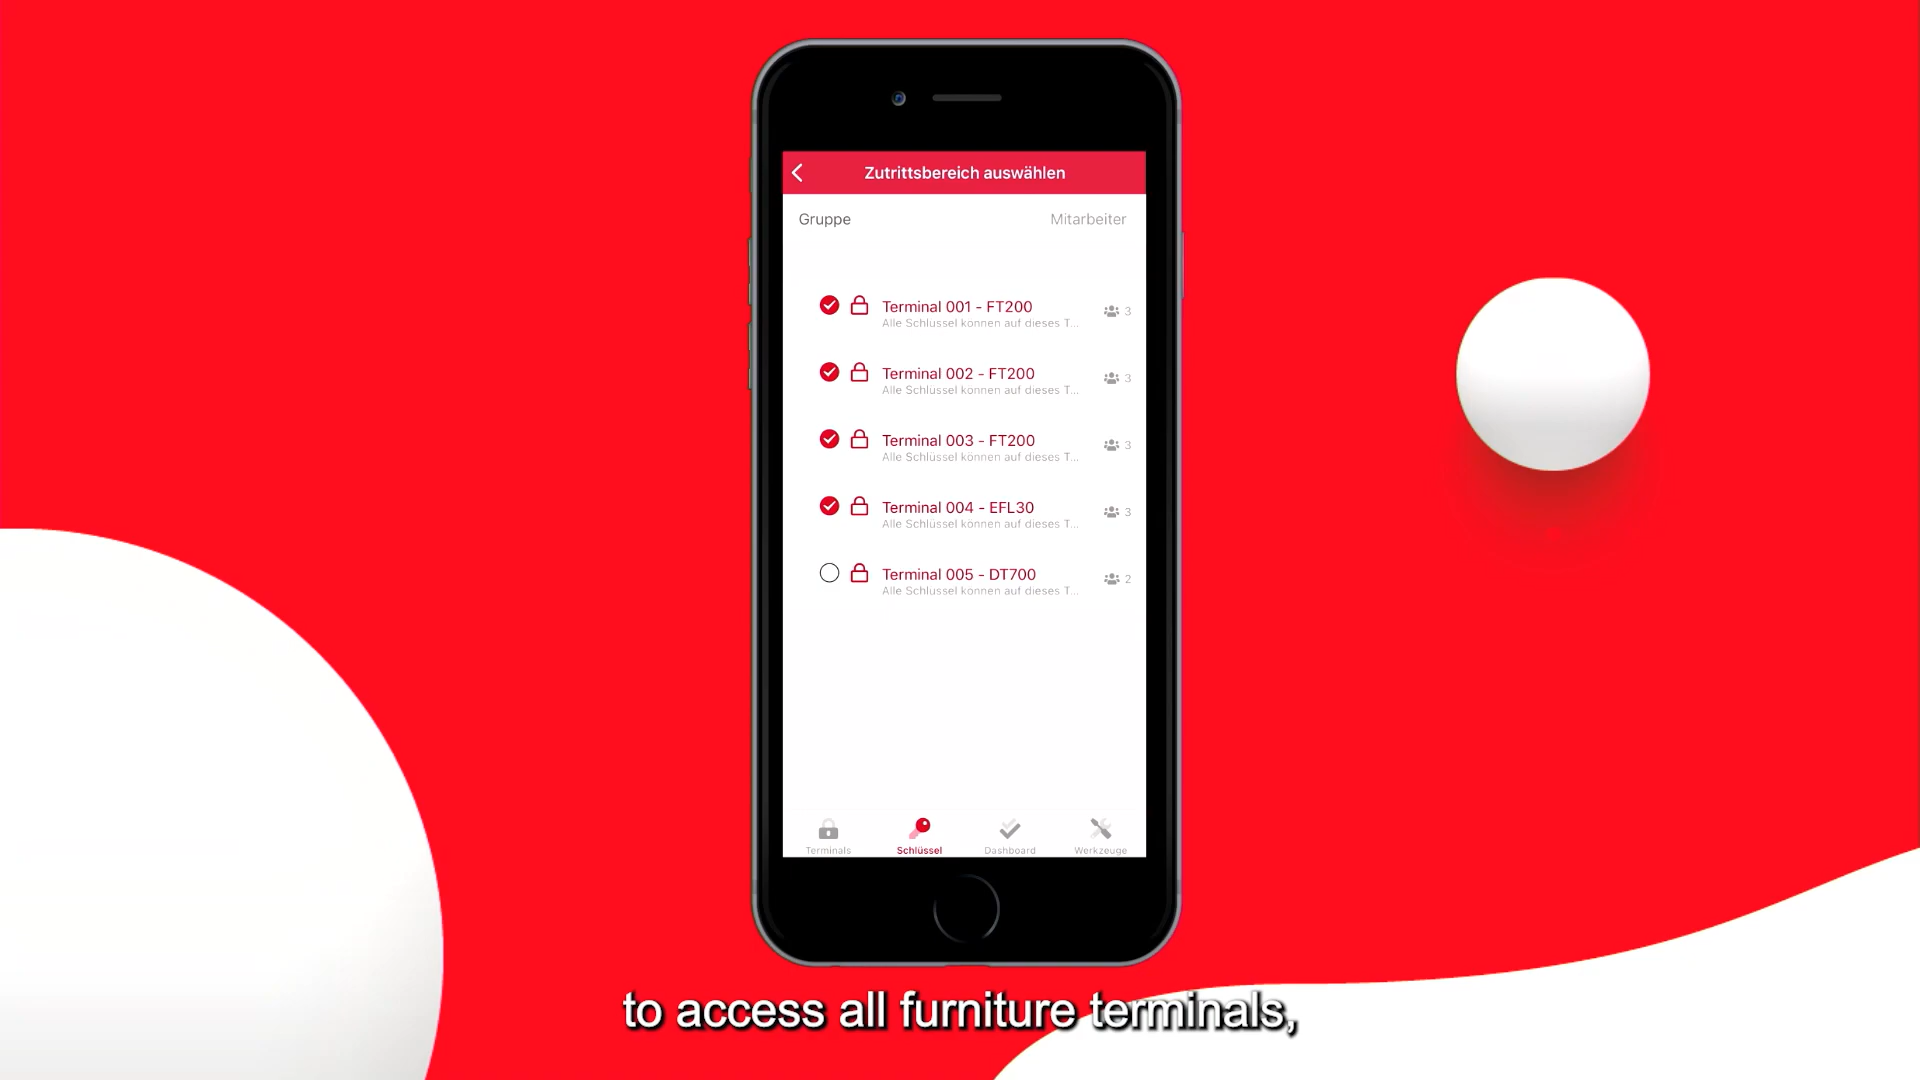 Zutrittsbereich auswählen
Gruppe Mitarbeiter
Terminal 001 - FT200 3
Alle Schlüssel können auf dieses T...
Terminal 002 - FT200 3
Alle Schlüssel können auf dieses T...
Terminal 003 - FT200 3
Alle Schlüssel können auf dieses T...
Terminal 004 - EFL30 3
Alle Schlüssel können auf dieses T...
Terminal 005 - DT700 2
Alle Schlüssel können auf dieses T...
Terminals Schlüssel Dashboard Werkzeuge
to access all furniture terminals,